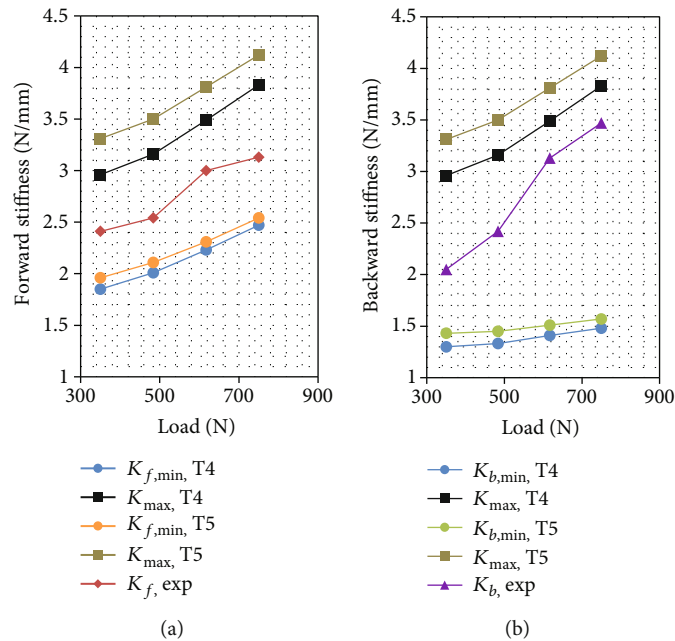 4.5
4
3.5
3
2.5
2
1.5
1
Forward stiffness (N/mm)
300 500 700 900
Load (N)
K_f,min, T4
K_max, T4
K_f,min, T5
K_max, T5
K_f, exp
(a)
4.5
4
3.5
3
2.5
2
1.5
1
Backward stiffness (N/mm)
300 500 700 900
Load (N)
K_b,min, T4
K_max, T4
K_b,min, T5
K_max, T5
K_b, exp
(b)